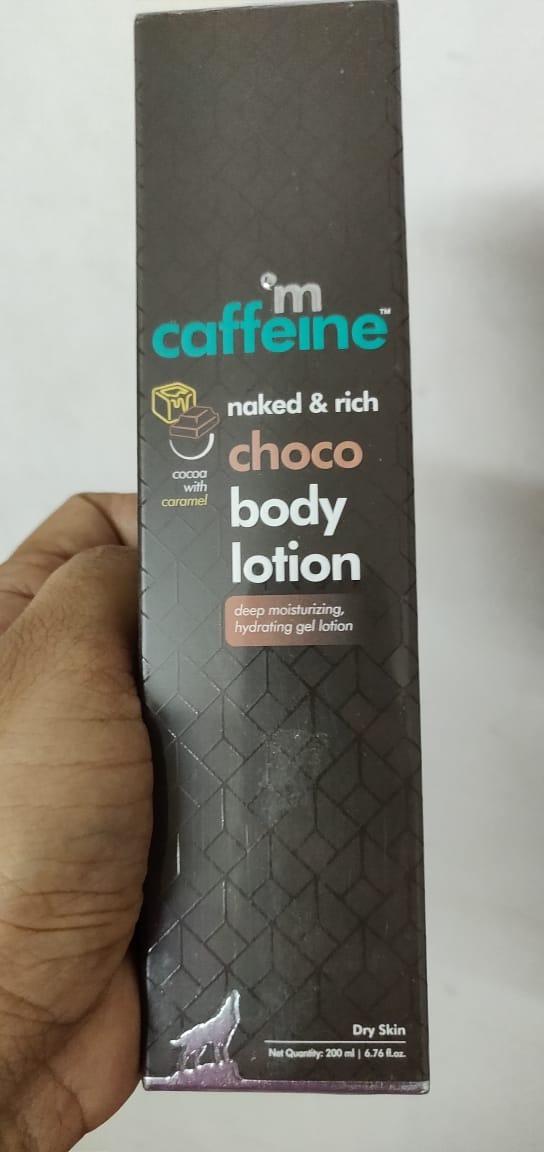 'm
caffeine™
naked & rich
choco
body
lotion
cocoa
with
caramel
deep moisturizing,
hydrating gel lotion
Dry Skin
Net Quantity: 200 ml | 6.76 fl.oz.